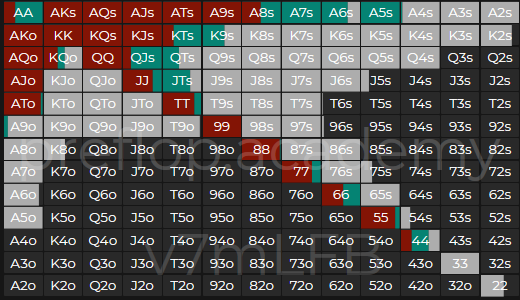 AA AKs AQs AJs ATs A9s A8s A7s A6s A5s A4s A3s A2s
AKo KK KQs KJs KTs K9s K8s K7s K6s K5s K4s K3s K2s
AQo KQo QQ QJs QTs Q9s Q8s Q7s Q6s Q5s Q4s Q3s Q2s
AJo KJo QJo JJ JTs J9s J8s J7s J6s J5s J4s J3s J2s
ATo KTo QTo JTo TT T9s T8s T7s T6s T5s T4s T3s T2s
A9o K9o Q9o J9o T9o 99 98s 97s 96s 95s 94s 93s 92s
A8o K8o Q8o J8o T8o 98o 88 87s 86s 85s 84s 83s 82s
preflop.academy
A7o K7o Q7o J7o T7o 97o 87o 77 76s 75s 74s 73s 72s
A6o K6o Q6o J6o T6o 96o 86o 76o 66 65s 64s 63s 62s
A5o K5o Q5o J5o T5o 95o 85o 75o 65o 55 54s 53s 52s
A4o K4o Q4o J4o T4o 94o 84o 74o 64o 54o 44 43s 42s
v7mLFB
A3o K3o Q3o J3o T3o 93o 83o 73o 63o 53o 43o 33 32s
A2o K2o Q2o J2o T2o 92o 82o 72o 62o 52o 42o 32o 22